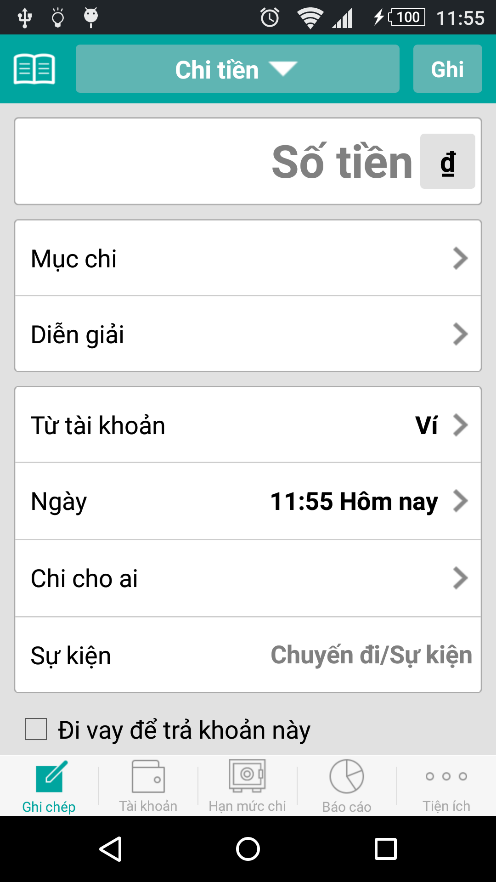 100 11:55
Chi tiền Ghi
Số tiền đ
Mục chi
Diễn giải
Từ tài khoản Ví
Ngày 11:55 Hôm nay
Chi cho ai
Sự kiện Chuyến đi/Sự kiện
Đi vay để trả khoản này
Ghi chép Tài khoản Hạn mức chi Báo cáo Tiện ích